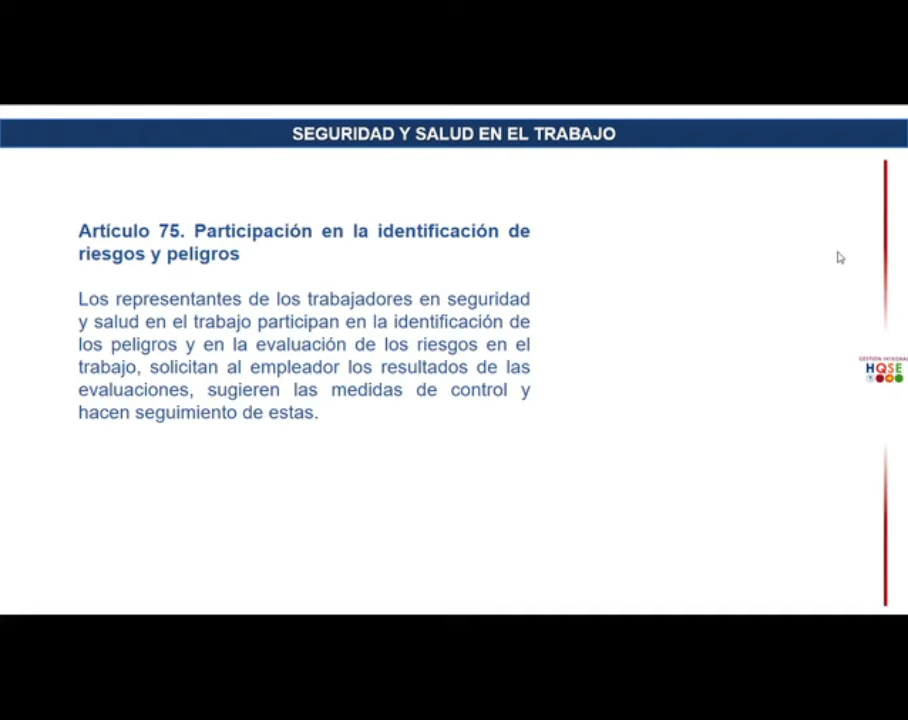 SEGURIDAD Y SALUD EN EL TRABAJO
Artículo 75. Participación en la identificación de
riesgos y peligros
Los representantes de los trabajadores en seguridad
y salud en el trabajo participan en la identificación de
los peligros y en la evaluación de los riesgos en el
trabajo, solicitan al empleador los resultados de las
evaluaciones, sugieren las medidas de control y
hacen seguimiento de estas.
GESTIÓN INTEGRAL
HQSE